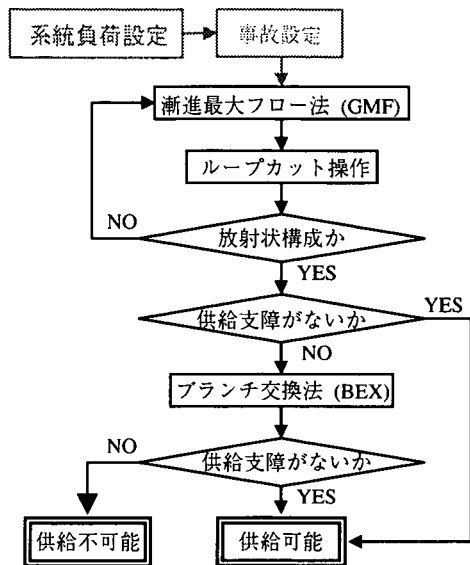 系統負荷設定
事故設定
漸進最大フロー法 (GMF)
ループカット操作
NO
放射状構成か
YES
供給支障がないか
YES
NO
ブランチ交換法 (BEX)
NO
供給支障がないか
YES
供給不可能
供給可能